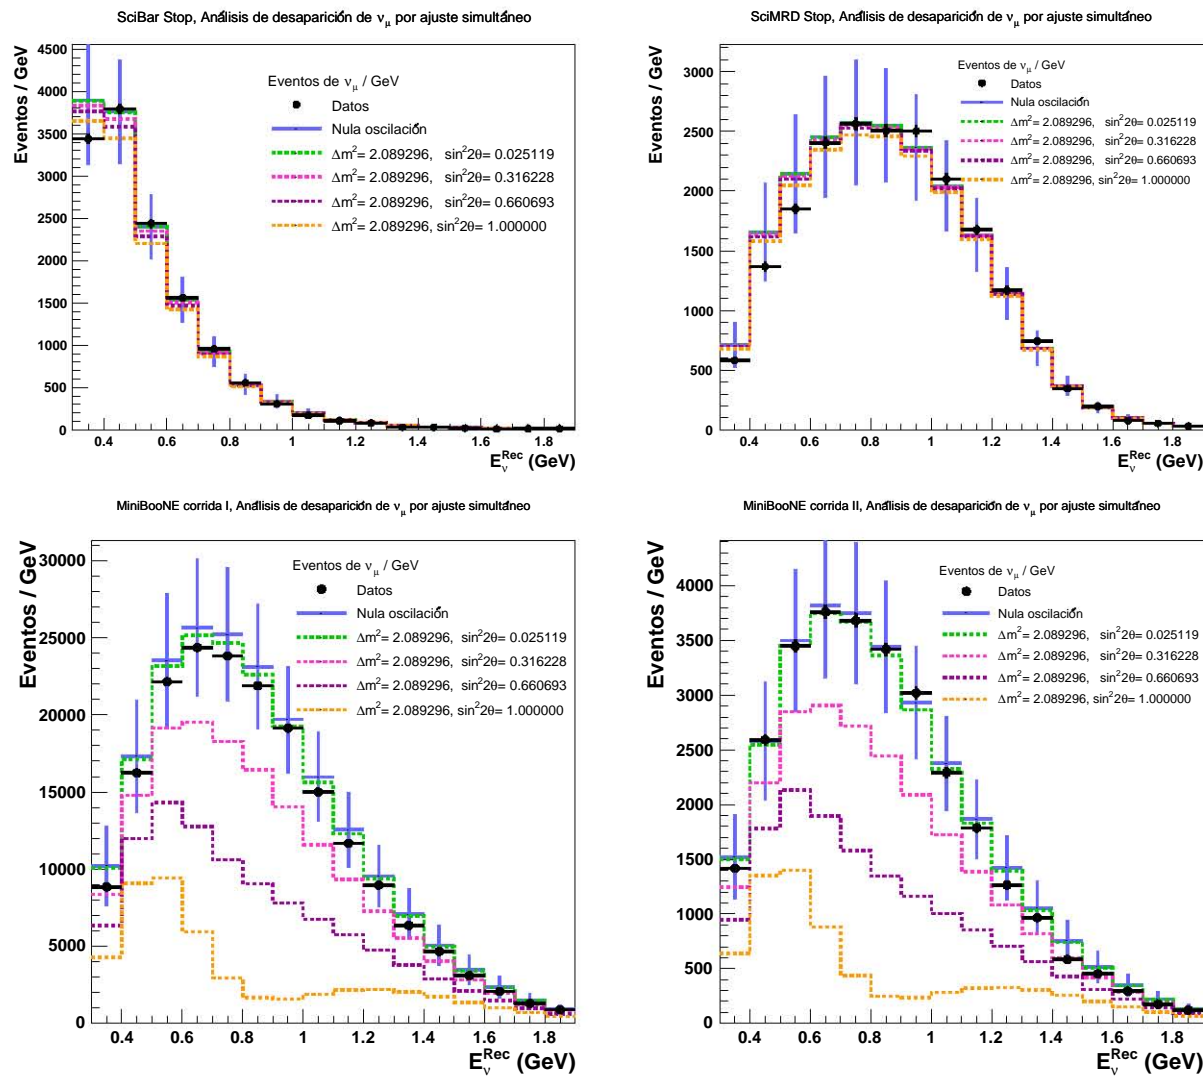 SciBar Stop, Análisis de desaparición de νμ por ajuste simultáneo
Eventos / GeV
4500
4000
3500
3000
2500
2000
1500
1000
500
0
Eventos de νμ / GeV
Datos
Nula oscilación
Δm²= 2.089296, sin²2θ= 0.025119
Δm²= 2.089296, sin²2θ= 0.316228
Δm²= 2.089296, sin²2θ= 0.660693
Δm²= 2.089296, sin²2θ= 1.000000
0.4 0.6 0.8 1 1.2 1.4 1.6 1.8
EνRec (GeV)
SciMRD Stop, Análisis de desaparición de νμ por ajuste simultáneo
Eventos / GeV
3000
2500
2000
1500
1000
500
0
Eventos de νμ / GeV
Datos
Nula oscilación
Δm²= 2.089296, sin²2θ= 0.025119
Δm²= 2.089296, sin²2θ= 0.316228
Δm²= 2.089296, sin²2θ= 0.660693
Δm²= 2.089296, sin²2θ= 1.000000
0.4 0.6 0.8 1 1.2 1.4 1.6 1.8
EνRec (GeV)
MiniBooNE corrida I, Análisis de desaparición de νμ por ajuste simultáneo
Eventos / GeV
30000
25000
20000
15000
10000
5000
0
Eventos de νμ / GeV
Datos
Nula oscilación
Δm²= 2.089296, sin²2θ= 0.025119
Δm²= 2.089296, sin²2θ= 0.316228
Δm²= 2.089296, sin²2θ= 0.660693
Δm²= 2.089296, sin²2θ= 1.000000
0.4 0.6 0.8 1 1.2 1.4 1.6 1.8
EνRec (GeV)
MiniBooNE corrida II, Análisis de desaparición de νμ por ajuste simultáneo
Eventos / GeV
4000
3500
3000
2500
2000
1500
1000
500
0
Eventos de νμ / GeV
Datos
Nula oscilación
Δm²= 2.089296, sin²2θ= 0.025119
Δm²= 2.089296, sin²2θ= 0.316228
Δm²= 2.089296, sin²2θ= 0.660693
Δm²= 2.089296, sin²2θ= 1.000000
0.4 0.6 0.8 1 1.2 1.4 1.6 1.8
EνRec (GeV)